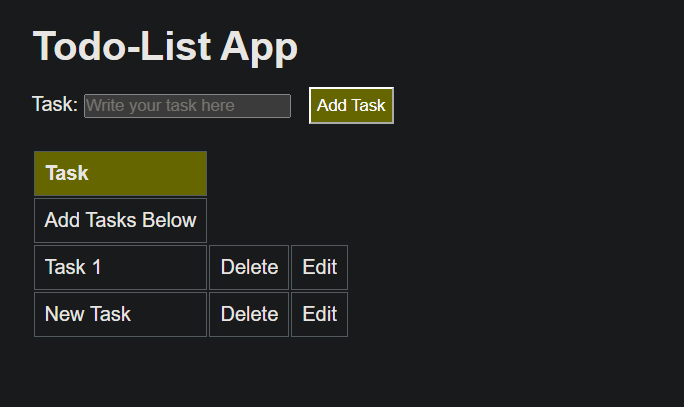 Todo-List App
Task: Write your task here Add Task
Task
Add Tasks Below
Task 1 Delete Edit
New Task Delete Edit